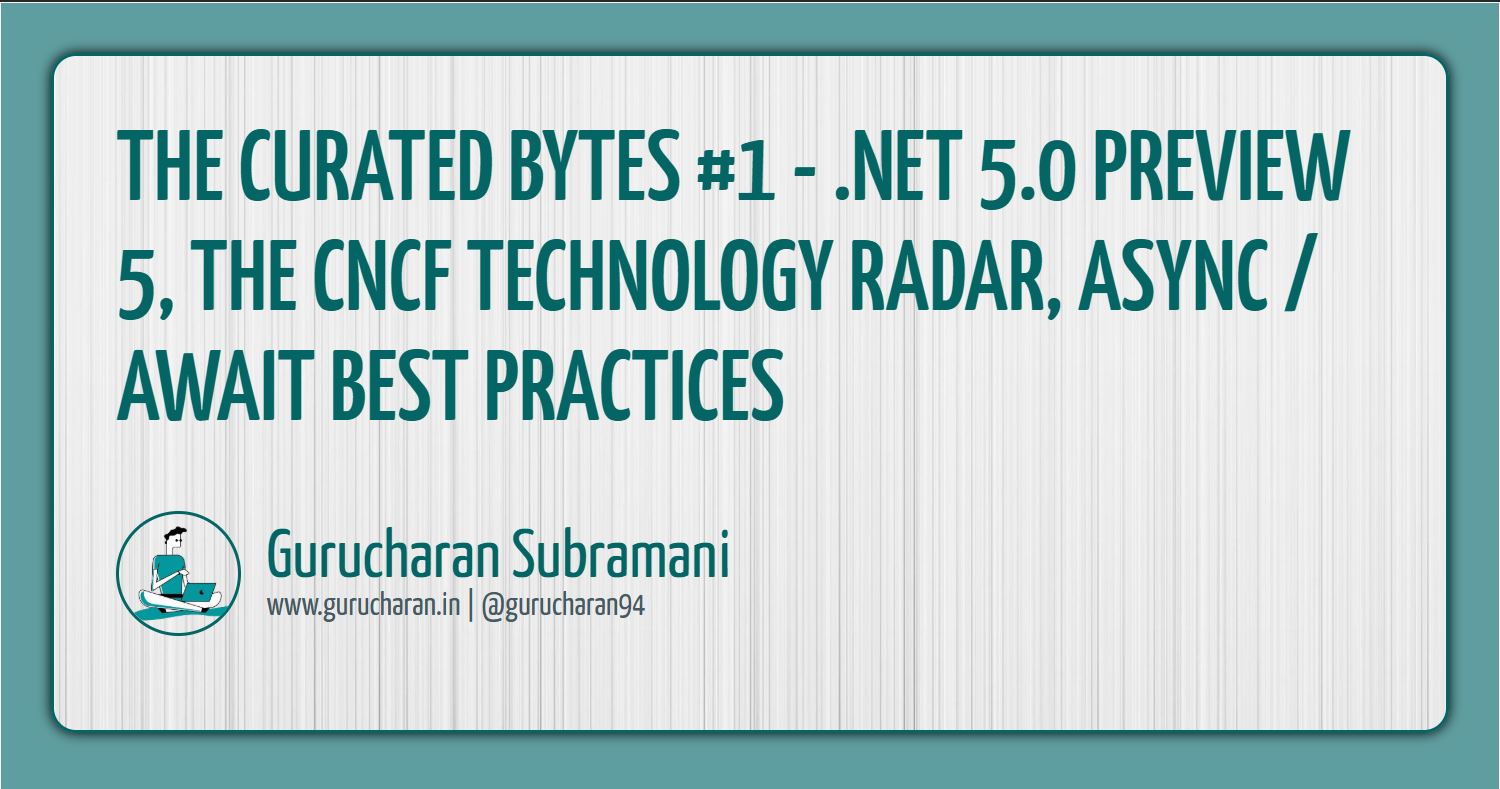 THE CURATED BYTES #1 - .NET 5.0 PREVIEW
5, THE CNCF TECHNOLOGY RADAR, ASYNC /
AWAIT BEST PRACTICES
Gurucharan Subramani
www.gurucharan.in | @gurucharan94